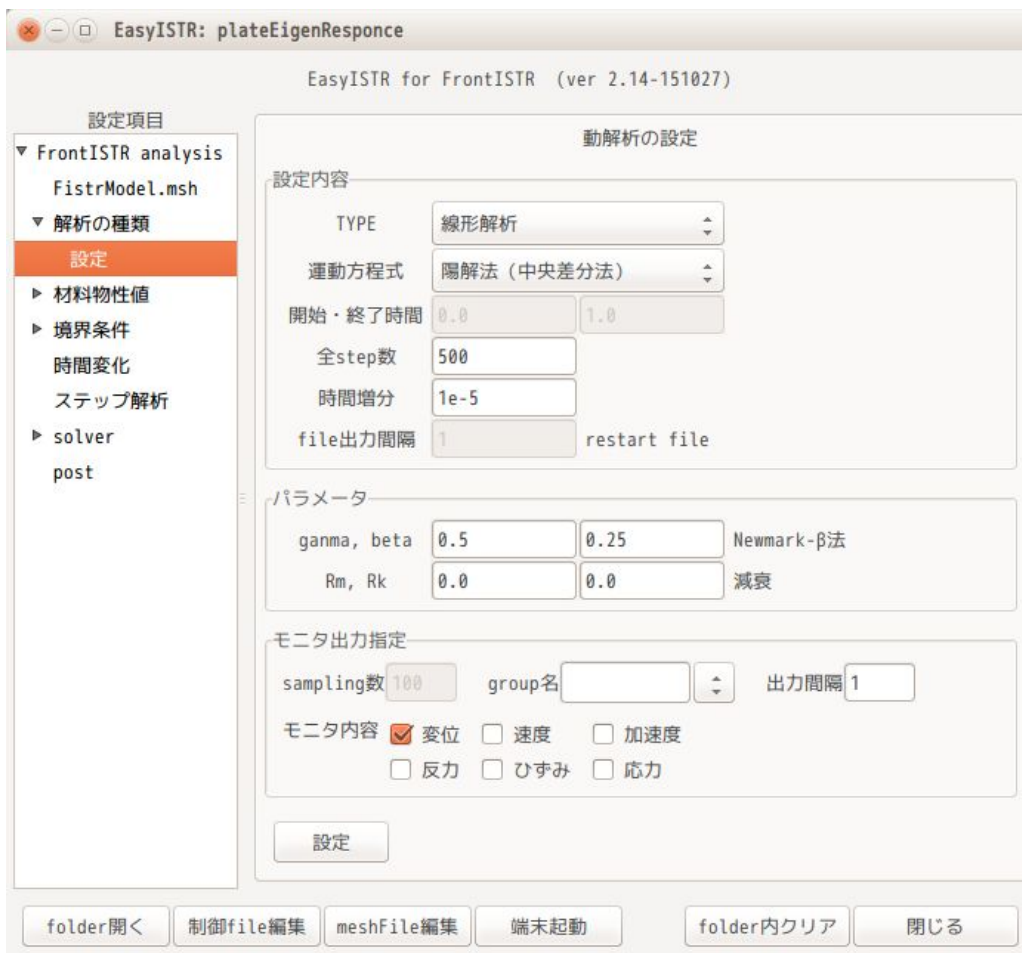 EasyISTR: plateEigenResponce
EasyISTR for FrontISTR (ver 2.14-151027)
設定項目
FrontISTR analysis
FistrModel.msh
解析の種類
設定
材料物性値
境界条件
時間変化
ステップ解析
solver
post
動解析の設定
設定内容
TYPE 線形解析
運動方程式 陽解法（中央差分法）
開始・終了時間 0.0 1.0
全step数 500
時間増分 1e-5
file出力間隔 1 restart file
パラメータ
ganma, beta 0.5 0.25 Newmark-β法
Rm, Rk 0.0 0.0 減衰
モニタ出力指定
sampling数 100 group名 出力間隔 1
モニタ内容 変位 速度 加速度
反力 ひずみ 応力
設定
folder開く 制御file編集 meshFile編集 端末起動 folder内クリア 閉じる